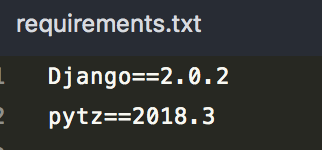 requirements.txt
1 Django==2.0.2
2 pytz==2018.3